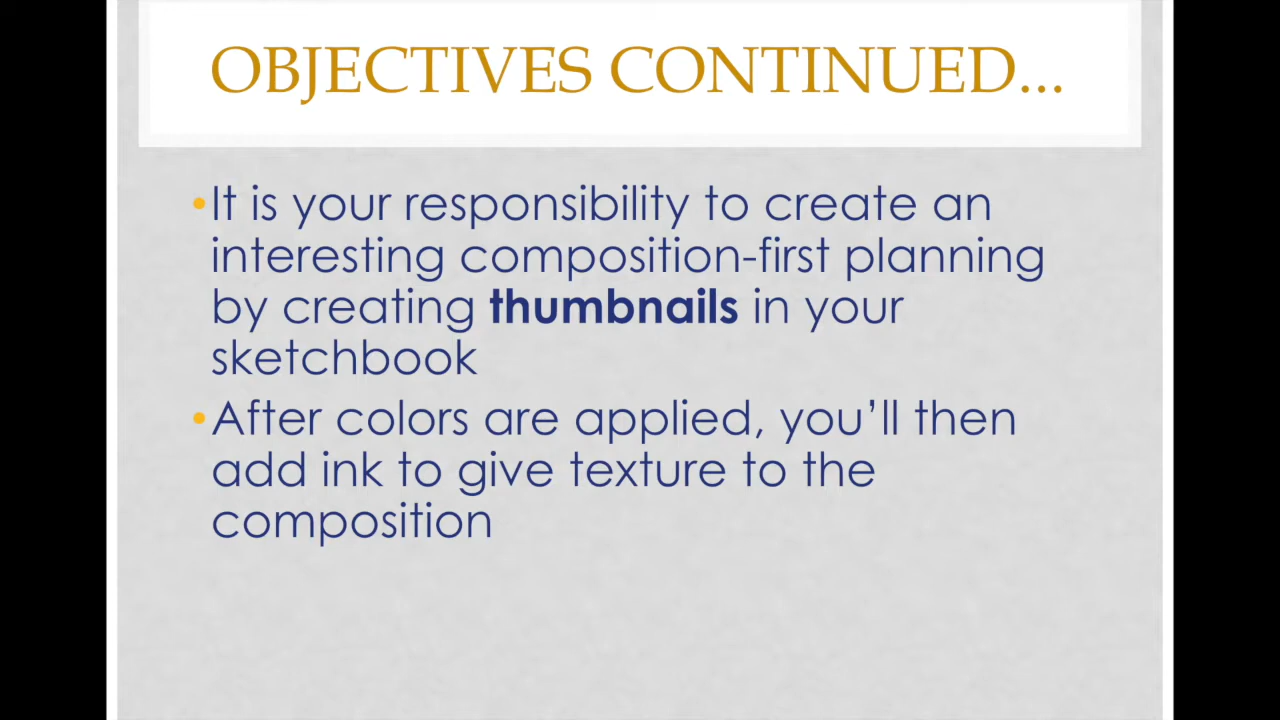 OBJECTIVES CONTINUED...
•It is your responsibility to create an
interesting composition-first planning
by creating thumbnails in your
sketchbook
•After colors are applied, you’ll then
add ink to give texture to the
composition